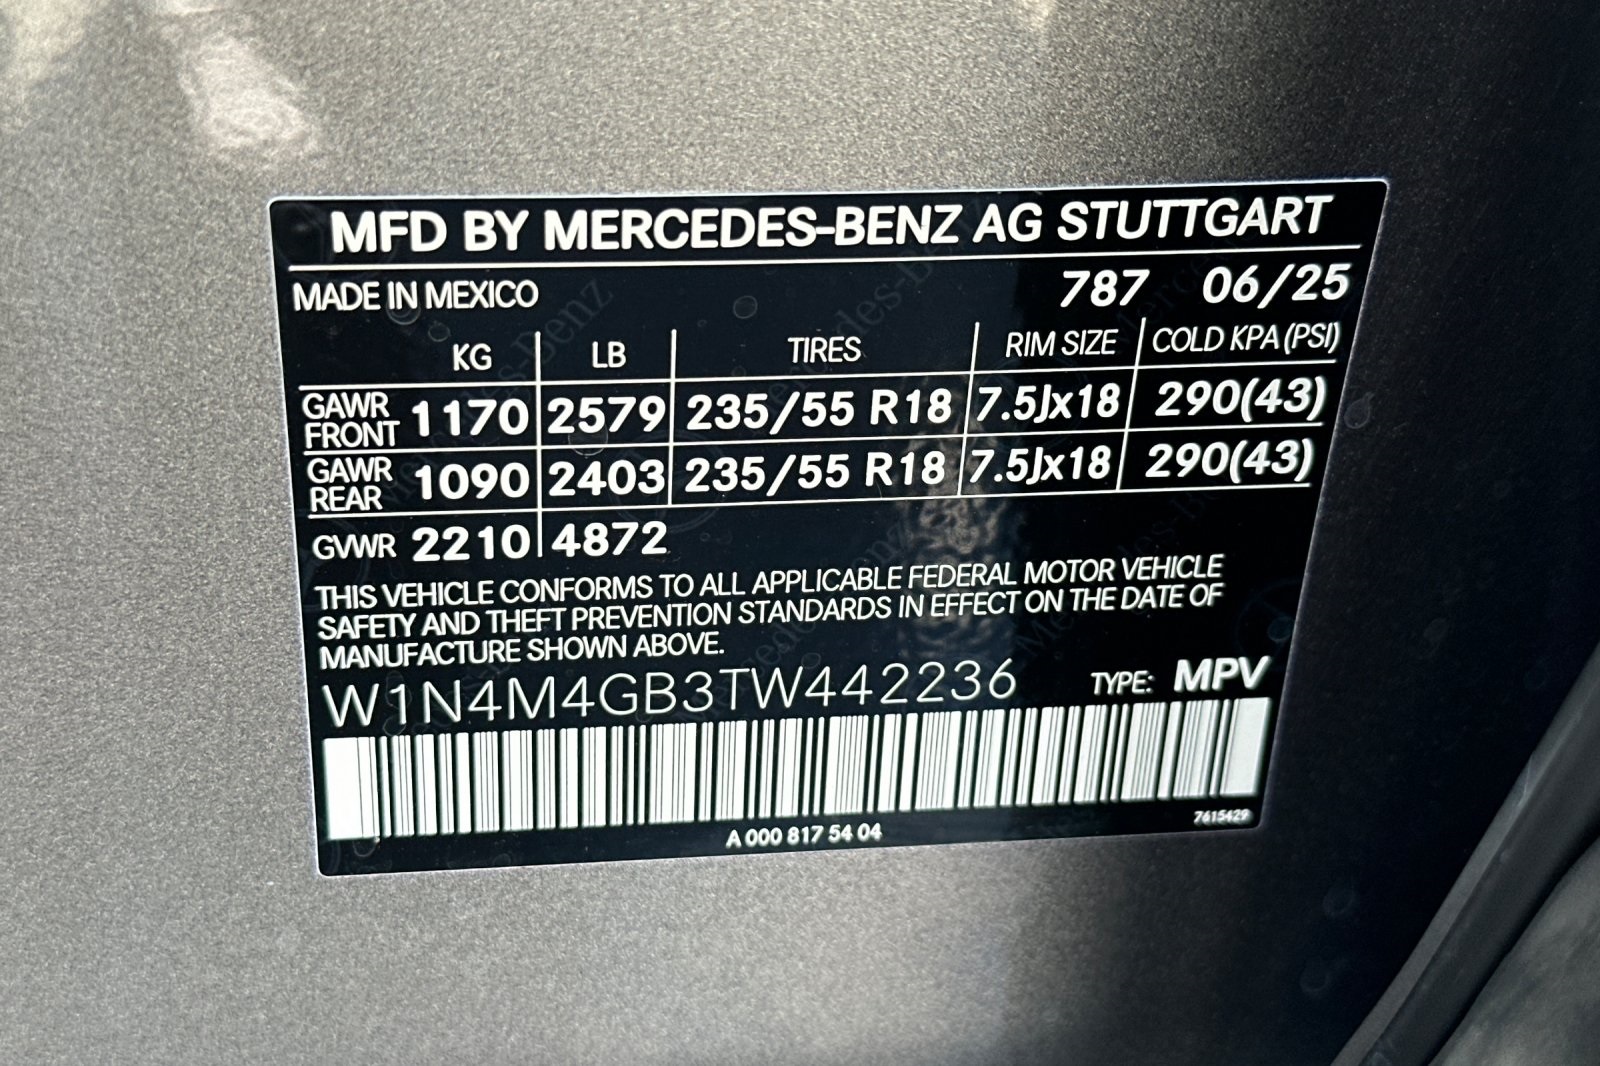 MFD BY MERCEDES-BENZ AG STUTTGART
MADE IN MEXICO 787 06/25
KG LB TIRES RIM SIZE COLD KPA (PSI)
GAWR FRONT 1170 2579 235/55 R18 7.5Jx18 290(43)
GAWR REAR 1090 2403 235/55 R18 7.5Jx18 290(43)
GVWR 2210 4872
THIS VEHICLE CONFORMS TO ALL APPLICABLE FEDERAL MOTOR VEHICLE
SAFETY AND THEFT PREVENTION STANDARDS IN EFFECT ON THE DATE OF
MANUFACTURE SHOWN ABOVE.
W1N4M4GB3TW442236 TYPE: MPV
A 000 817 54 04
7615429